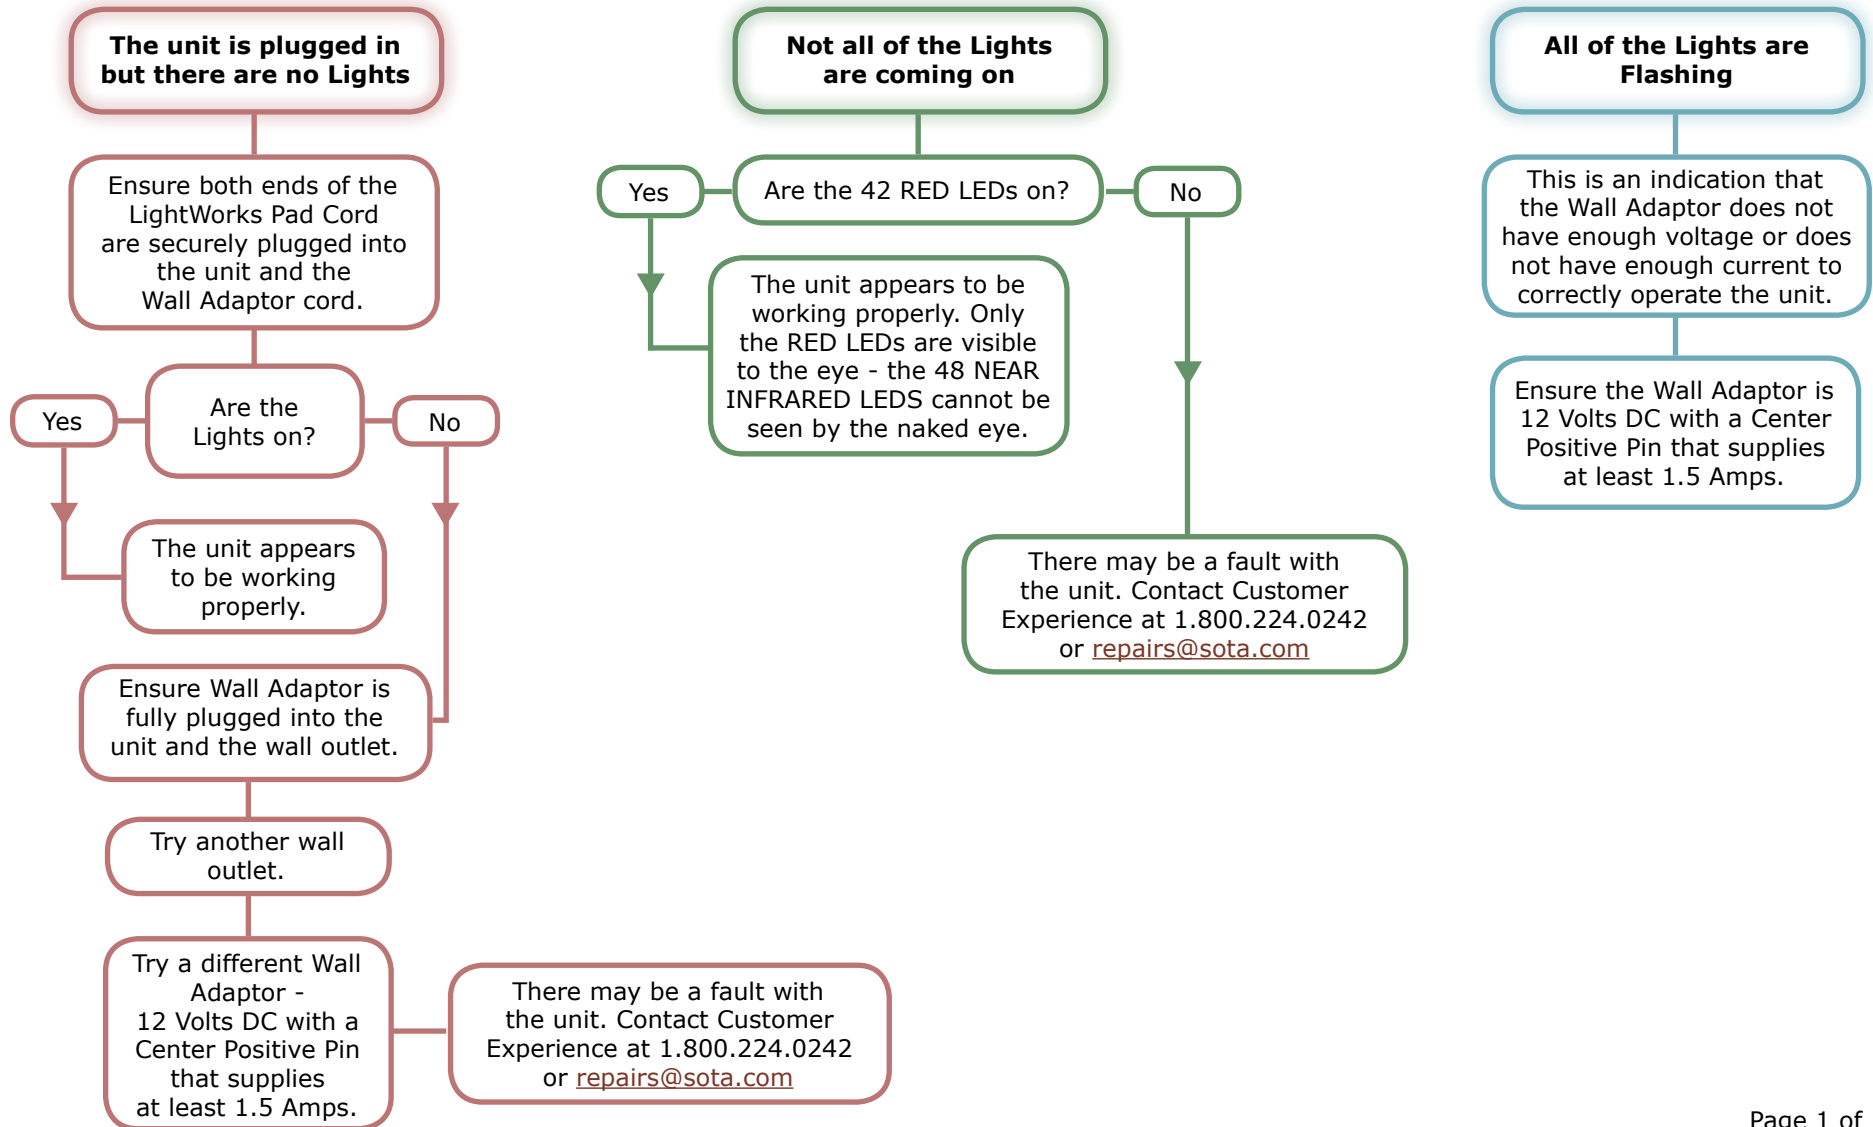 The unit is plugged in
but there are no Lights
Ensure both ends of the
LightWorks Pad Cord
are securely plugged into
the unit and the
Wall Adaptor cord.
Are the
Lights on?
Yes
No
The unit appears
to be working
properly.
Ensure Wall Adaptor is
fully plugged into the
unit and the wall outlet.
Try another wall
outlet.
Try a different Wall
Adaptor -
12 Volts DC with a
Center Positive Pin
that supplies
at least 1.5 Amps.
There may be a fault with
the unit. Contact Customer
Experience at 1.800.224.0242
or repairs@sota.com
Not all of the Lights
are coming on
Are the 42 RED LEDs on?
Yes
No
The unit appears to be
working properly. Only
the RED LEDs are visible
to the eye - the 48 NEAR
INFRARED LEDS cannot be
seen by the naked eye.
There may be a fault with
the unit. Contact Customer
Experience at 1.800.224.0242
or repairs@sota.com
All of the Lights are
Flashing
This is an indication that
the Wall Adaptor does not
have enough voltage or does
not have enough current to
correctly operate the unit.
Ensure the Wall Adaptor is
12 Volts DC with a Center
Positive Pin that supplies
at least 1.5 Amps.
Page 1 of